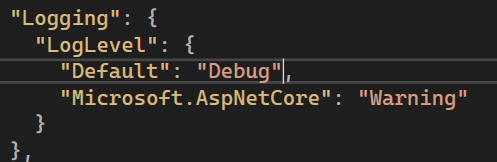 "Logging": {
"LogLevel": {
"Default": "Debug",
"Microsoft.AspNetCore": "Warning"
}
},